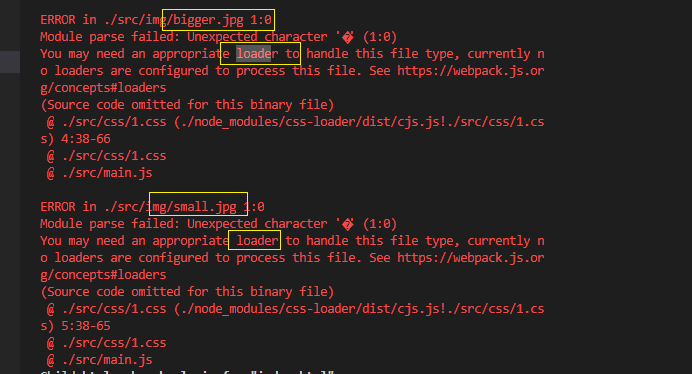 ERROR in ./src/img/bigger.jpg 1:0
Module parse failed: Unexpected character '�' (1:0)
You may need an appropriate loader to handle this file type, currently n
o loaders are configured to process this file. See https://webpack.js.or
g/concepts#loaders
(Source code omitted for this binary file)
@ ./src/css/1.css (./node_modules/css-loader/dist/cjs.js!./src/css/1.cs
s) 4:38-66
@ ./src/css/1.css
@ ./src/main.js
ERROR in ./src/img/small.jpg 1:0
Module parse failed: Unexpected character '�' (1:0)
You may need an appropriate loader to handle this file type, currently n
o loaders are configured to process this file. See https://webpack.js.or
g/concepts#loaders
(Source code omitted for this binary file)
@ ./src/css/1.css (./node_modules/css-loader/dist/cjs.js!./src/css/1.cs
s) 5:38-65
@ ./src/css/1.css
@ ./src/main.js